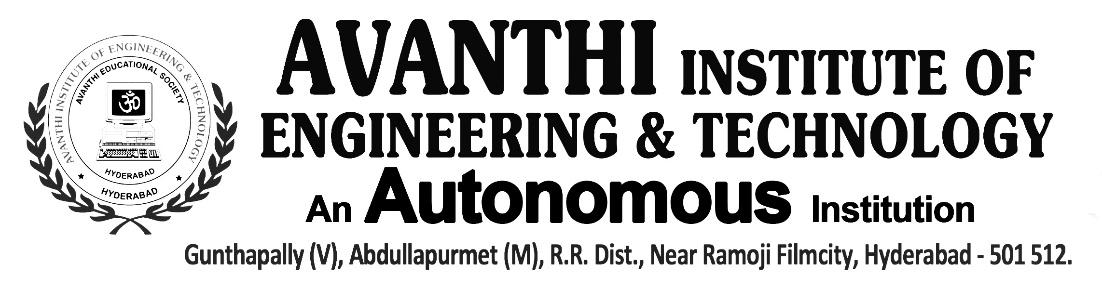 AVANTHI INSTITUTE OF ENGINEERING & TECHNOLOGY
AVANTHI EDUCATIONAL SOCIETY
ॐ
HYDERABAD
HYDERABAD
AVANTHI INSTITUTE OF
ENGINEERING & TECHNOLOGY
An Autonomous Institution
Gunthapally (V), Abdullapurmet (M), R.R. Dist., Near Ramoji Filmcity, Hyderabad - 501 512.